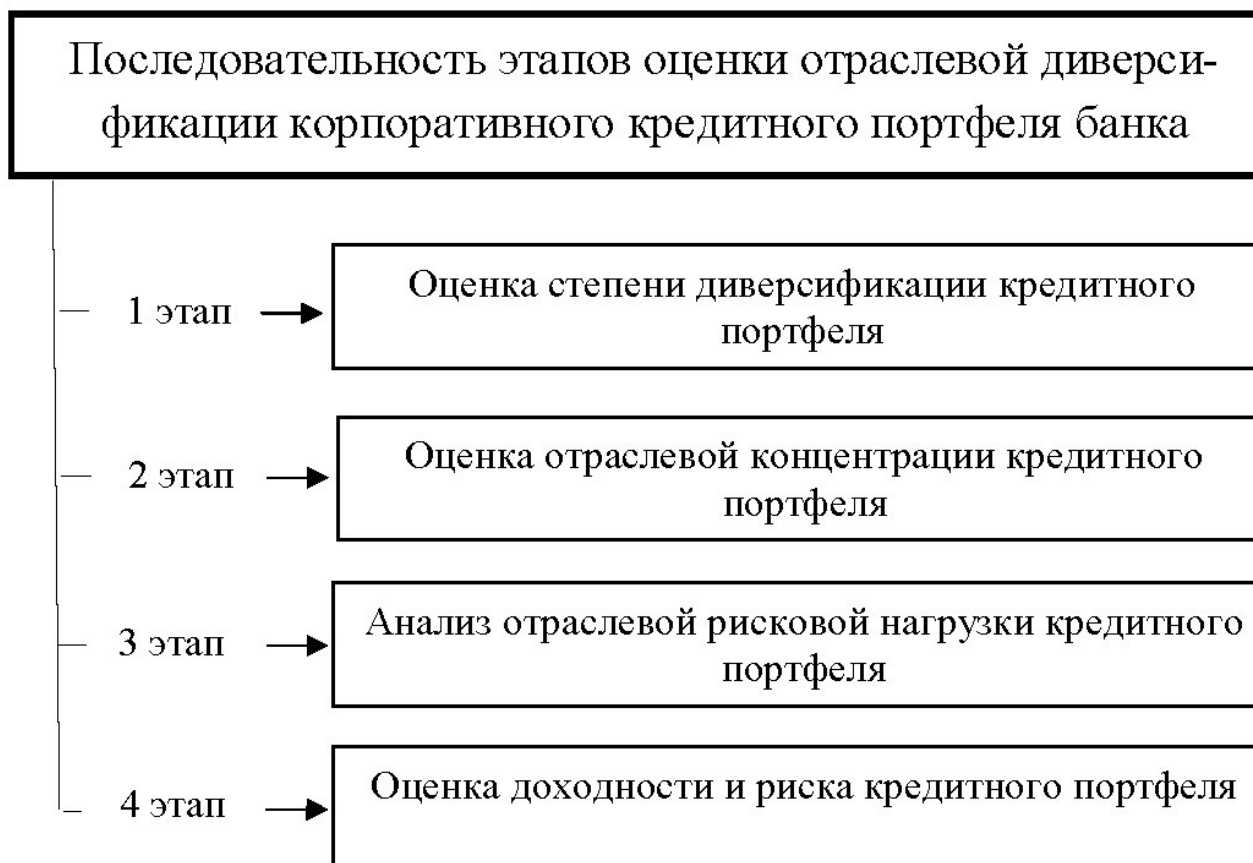 Последовательность этапов оценки отраслевой диверси-
фикации корпоративного кредитного портфеля банка
1 этап
Оценка степени диверсификации кредитного
портфеля
2 этап
Оценка отраслевой концентрации кредитного
портфеля
3 этап
Анализ отраслевой рисковой нагрузки кредитного
портфеля
4 этап
Оценка доходности и риска кредитного портфеля